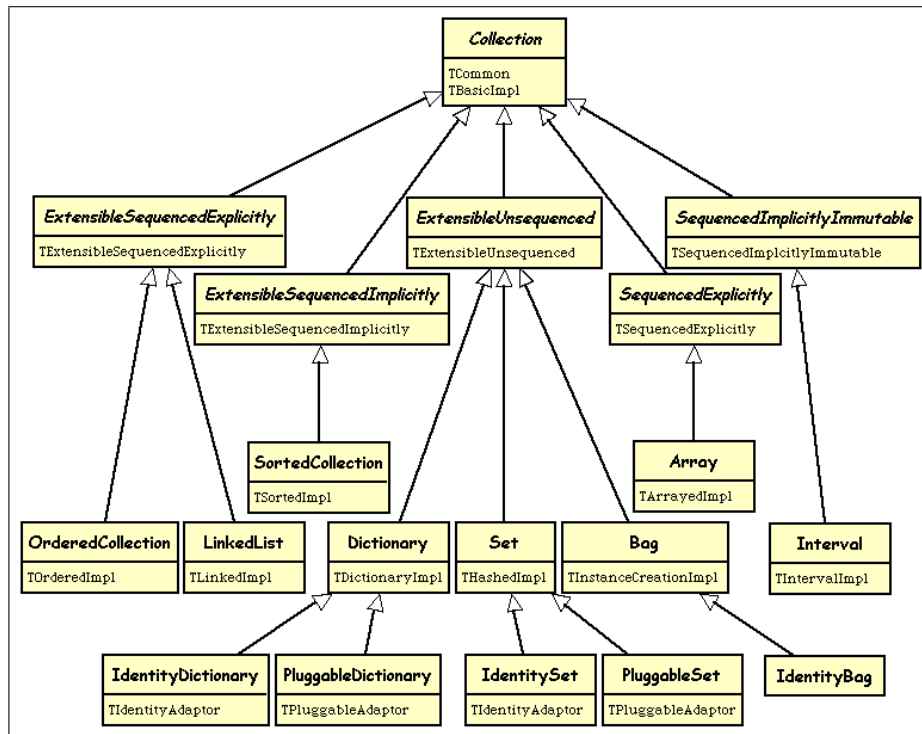 Collection
TCommon
TBasicImpl
ExtensibleSequencedExplicitly
TExtensibleSequencedExplicitly
ExtensibleUnsequenced
TExtensibleUnsequenced
SequencedImplicitlyImmutable
TSequencedImplcitlyImmutable
ExtensibleSequencedImplicitly
TExtensibleSequencedImplicitly
SequencedExplicitly
TSequencedExplicitly
SortedCollection
TSortedImpl
Array
TArrayedImpl
OrderedCollection
TOrderedImpl
LinkedList
TLinkedImpl
Dictionary
TDictionaryImpl
Set
THashedImpl
Bag
TInstanceCreationImpl
Interval
TIntervalImpl
IdentityDictionary
TIdentityAdaptor
PluggableDictionary
TPluggableAdaptor
IdentitySet
TIdentityAdaptor
PluggableSet
TPluggableAdaptor
IdentityBag